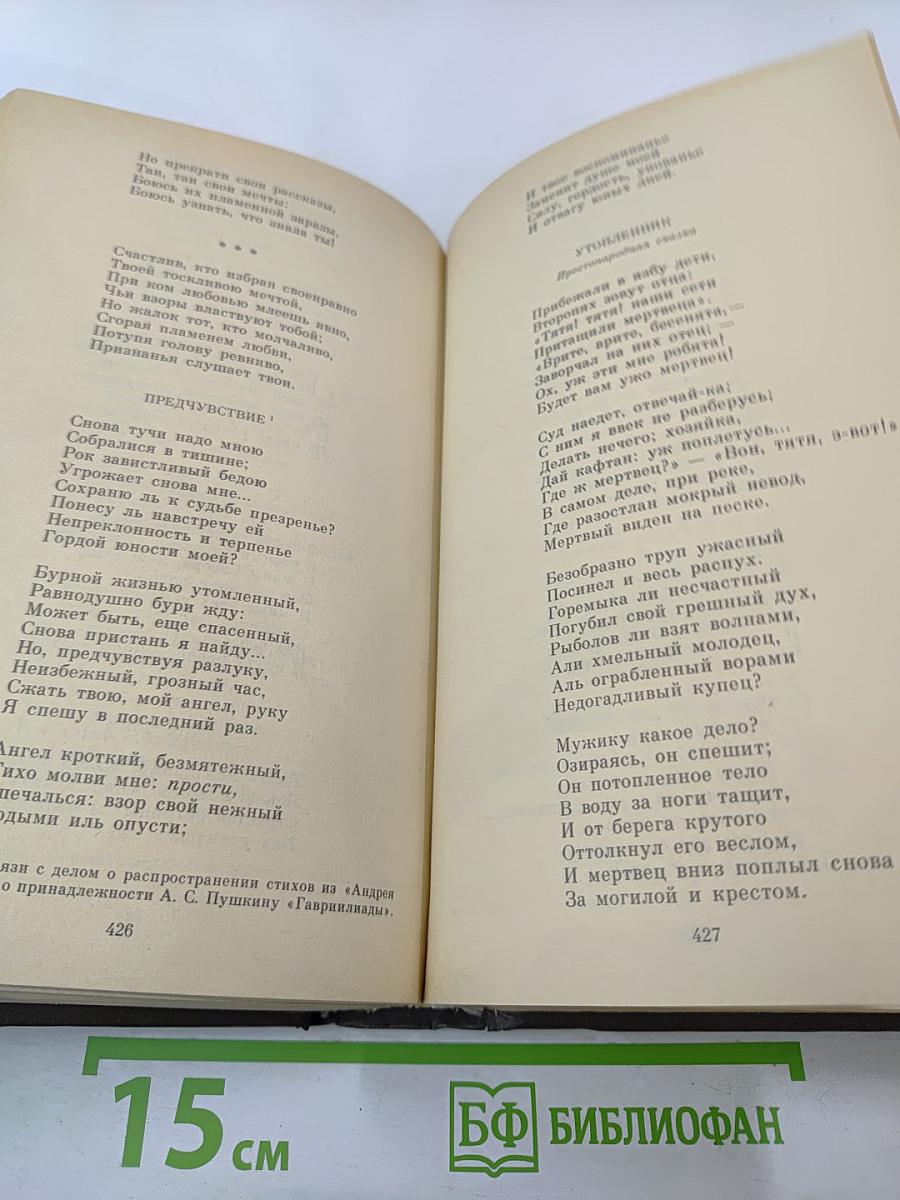 Но прекрати свои рассказы,
Таи, таи свои мечты:
Боюсь их пламенной заразы,
Боюсь узнать, что знала ты!
* * *
Счастлив, кто избран своенравно
Твоей тоскливою мечтой,
При ком любовью млеешь явно,
Чьи взоры властвуют тобой;
Но жалок тот, кто молчаливо,
Сгорая пламенем любви,
Потупя голову ревниво,
Признанья слушает твои.
ПРЕДЧУВСТВИЕ ¹
Снова тучи надо мною
Собралися в тишине;
Рок завистливый бедою
Угрожает снова мне...
Сохраню ль к судьбе презренье?
Понесу ль навстречу ей
Непреклонность и терпенье
Гордой юности моей?
Бурной жизнью утомленный,
Равнодушно бури жду:
Может быть, еще спасенный,
Снова пристань я найду...
Но, предчувствуя разлуку,
Неизбежный, грозный час,
Сжать твою, мой ангел, руку
Я спешу в последний раз.
Ангел кроткий, безмятежный,
Тихо молви мне: прости,
печалься: взор свой нежный
одыми иль опусти;
язи с делом о распространении стихов из «Андрея
о принадлежности А. С. Пушкину «Гавриилиады».
426
И твое воспоминанье
Заменит душе моей
Силу, гордость, упованье
И отвагу юных дней.
УТОПЛЕННИК
Простонародная сказка
Прибежали в избу дети,
Второпях зовут отца:
«Тятя! тятя! наши сети
Притащили мертвеца».
«Врите, врите, бесенята, —
Заворчал на них отец; —
Ох, уж эти мне робята!
Будет вам ужо мертвец!
Суд наедет, отвечай-ка;
С ним я ввек не разберусь;
Делать нечего; хозяйка,
Дай кафтан: уж поплетусь...
Где ж мертвец?» — «Вон, тятя, э-вот!»
В самом деле, при реке,
Где разостлан мокрый невод,
Мертвый виден на песке.
Безобразно труп ужасный
Посинел и весь распух.
Горемыка ли несчастный
Погубил свой грешный дух,
Рыболов ли взят волнами,
Али хмельный молодец,
Аль ограбленный ворами
Недогадливый купец?
Мужику какое дело?
Озираясь, он спешит;
Он потопленное тело
В воду за ноги тащит,
И от берега крутого
Оттолкнул его веслом,
И мертвец вниз поплыл снова
За могилой и крестом.
427
15 см
БФ БИБЛИОФАН